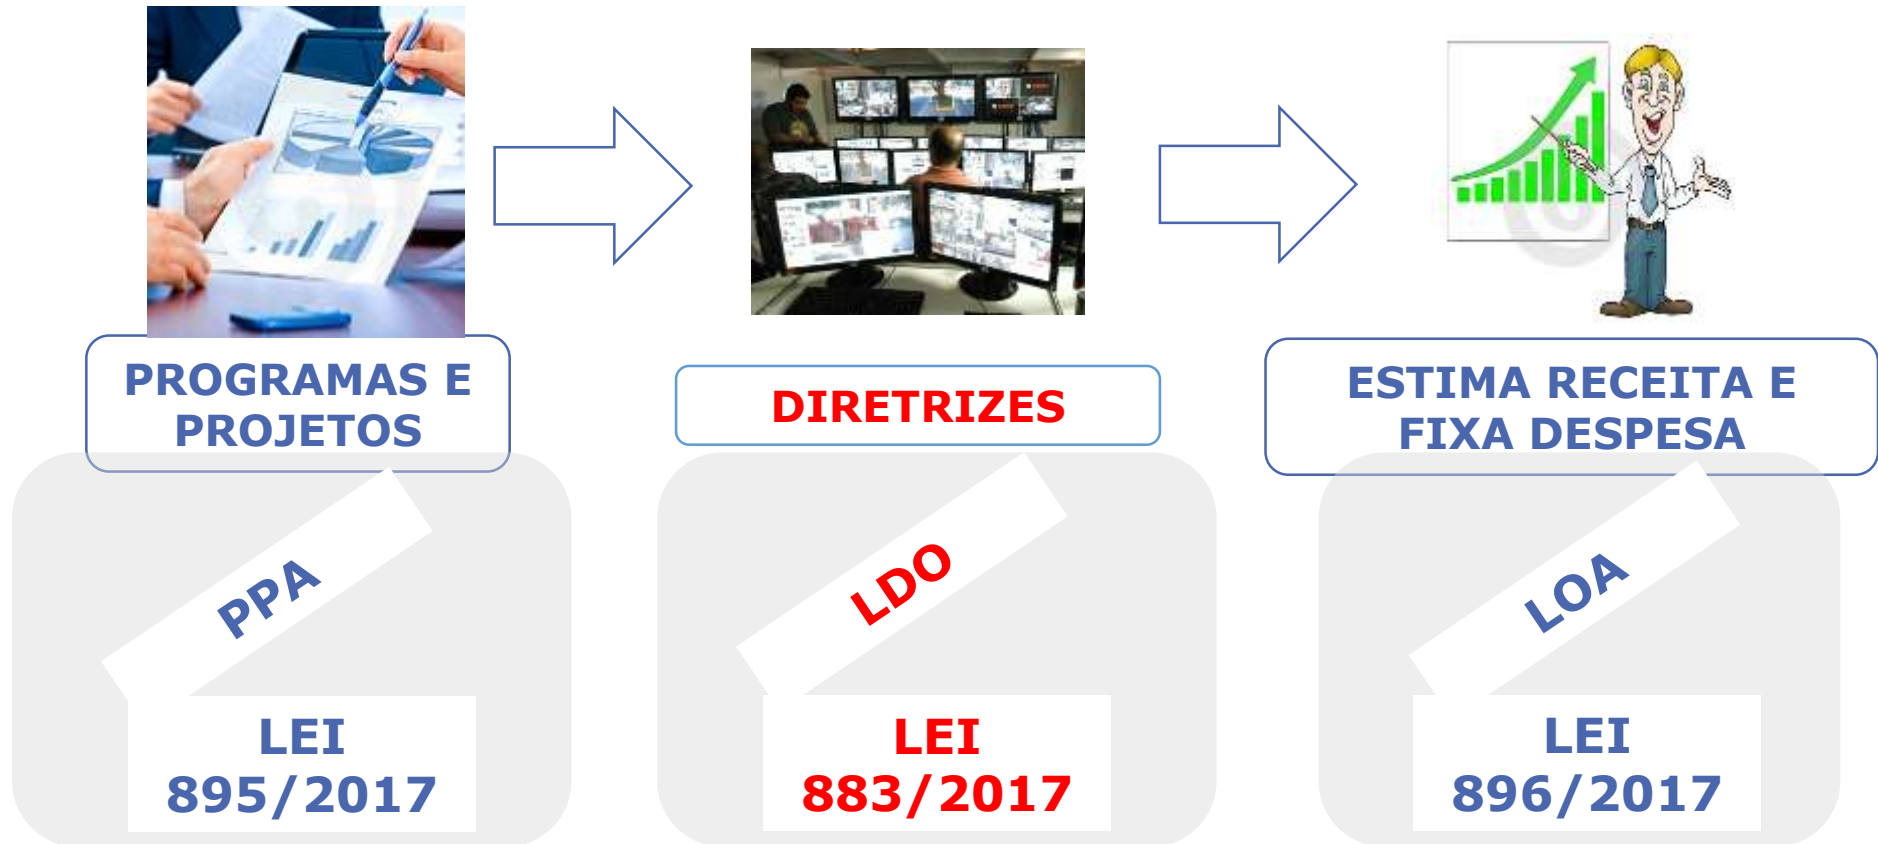 PROGRAMAS E
PROJETOS
DIRETRIZES
ESTIMA RECEITA E
FIXA DESPESA
PPA
LDO
LOA
LEI
895/2017
LEI
883/2017
LEI
896/2017